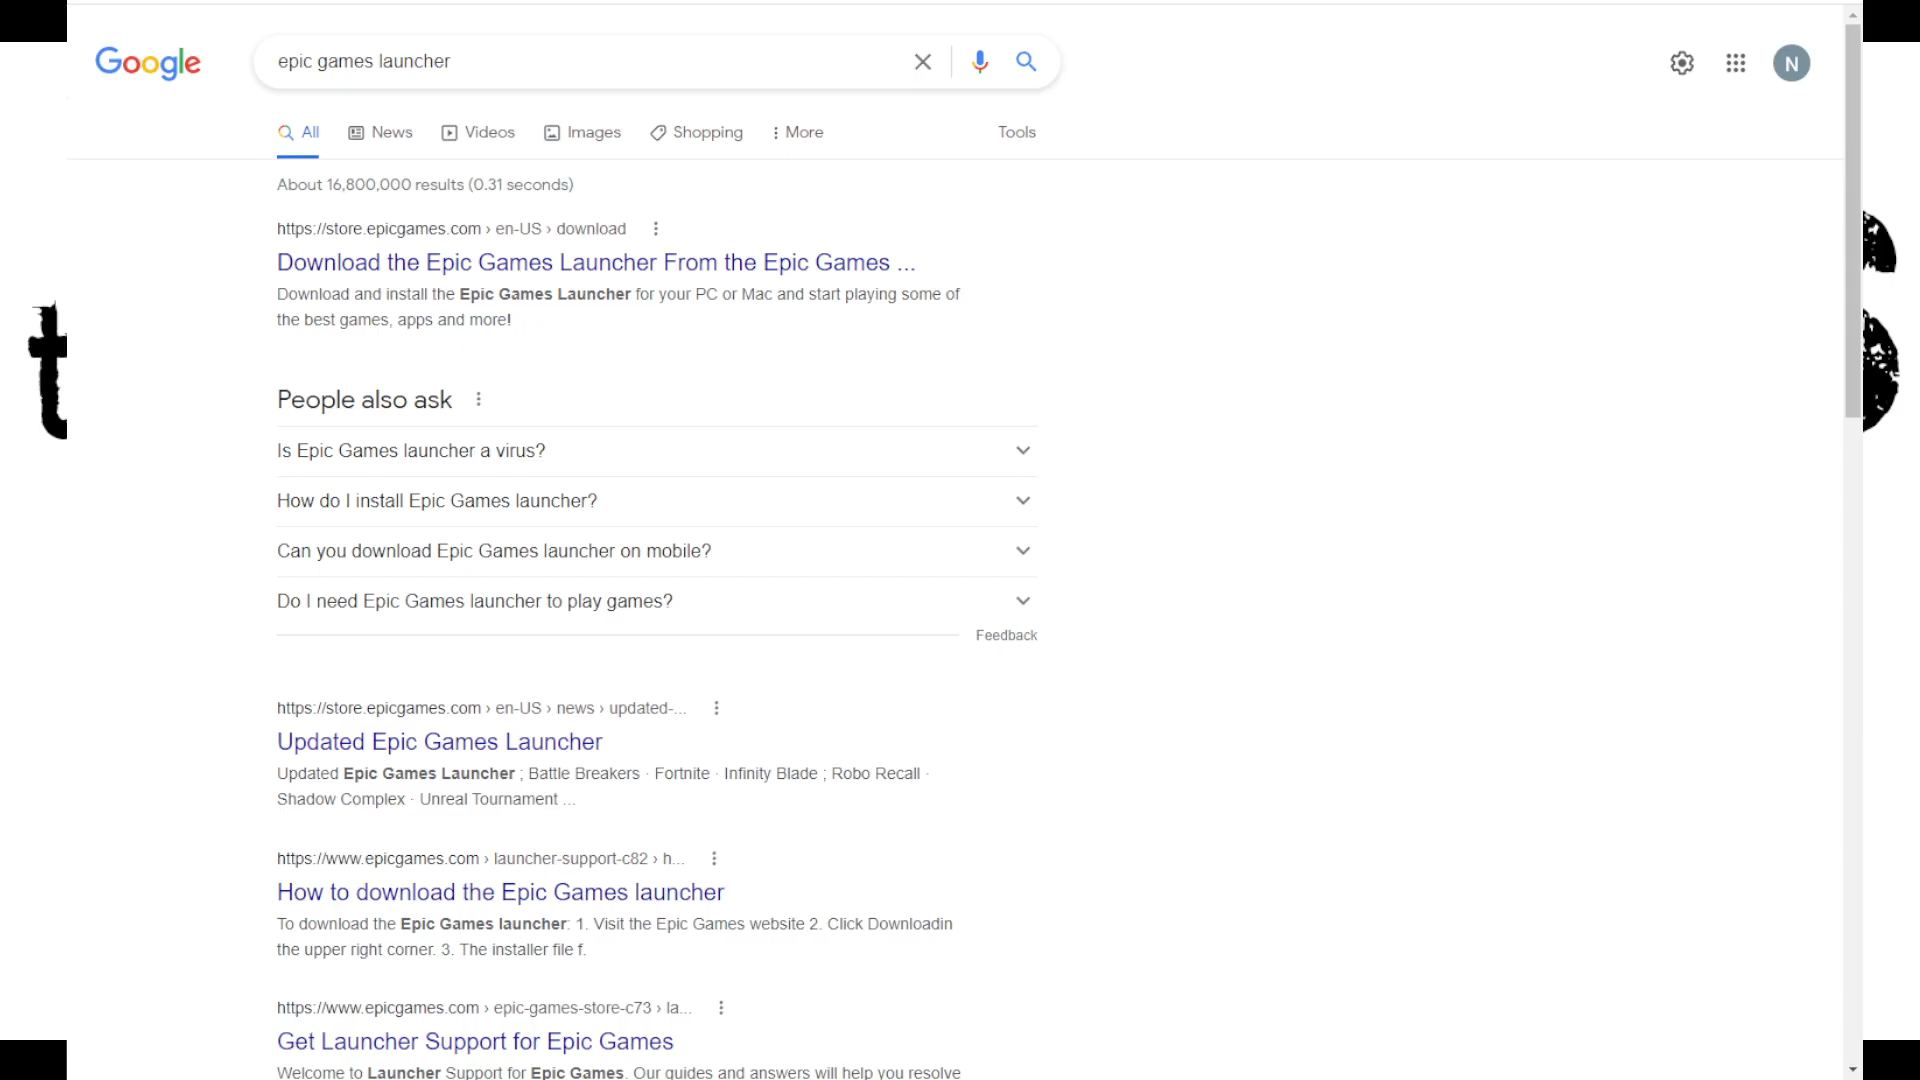 Google
epic games launcher
N
All
News
Videos
Images
Shopping
More
Tools
About 16,800,000 results (0.31 seconds)
https://store.epicgames.com › en-US › download
Download the Epic Games Launcher From the Epic Games ...
Download and install the Epic Games Launcher for your PC or Mac and start playing some of
the best games, apps and more!
People also ask
Is Epic Games launcher a virus?
How do I install Epic Games launcher?
Can you download Epic Games launcher on mobile?
Do I need Epic Games launcher to play games?
Feedback
https://store.epicgames.com › en-US › news › updated-...
Updated Epic Games Launcher
Updated Epic Games Launcher ; Battle Breakers · Fortnite · Infinity Blade ; Robo Recall ·
Shadow Complex · Unreal Tournament ...
https://www.epicgames.com › launcher-support-c82 › h...
How to download the Epic Games launcher
To download the Epic Games launcher: 1. Visit the Epic Games website 2. Click Downloadin
the upper right corner. 3. The installer file f.
https://www.epicgames.com › epic-games-store-c73 › la...
Get Launcher Support for Epic Games
Welcome to Launcher Support for Epic Games. Our guides and answers will help you resolve
t